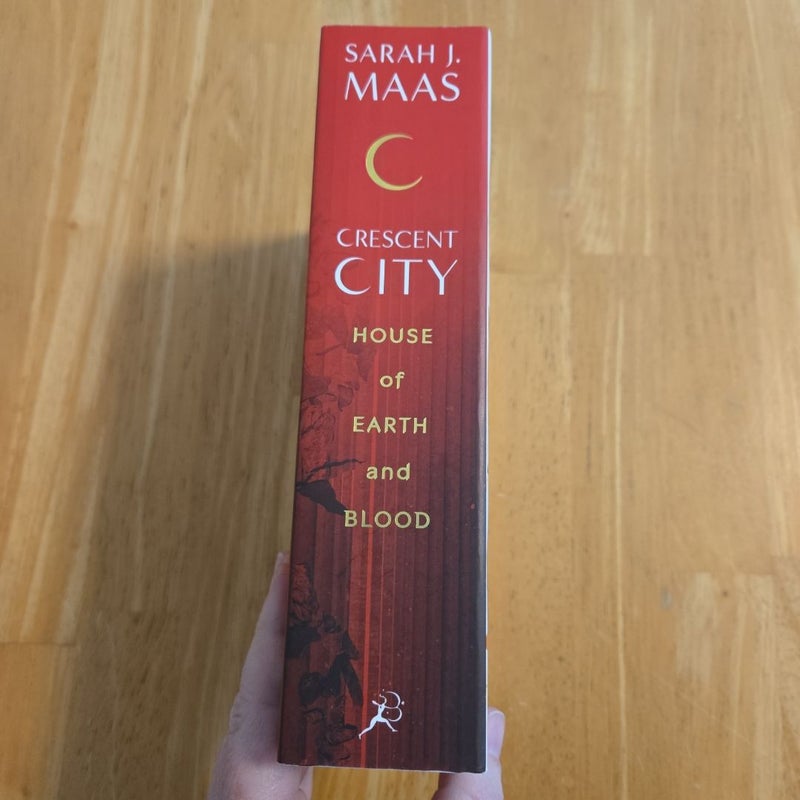 SARAH J.
MAAS
CRESCENT
CITY
HOUSE
of
EARTH
and
BLOOD